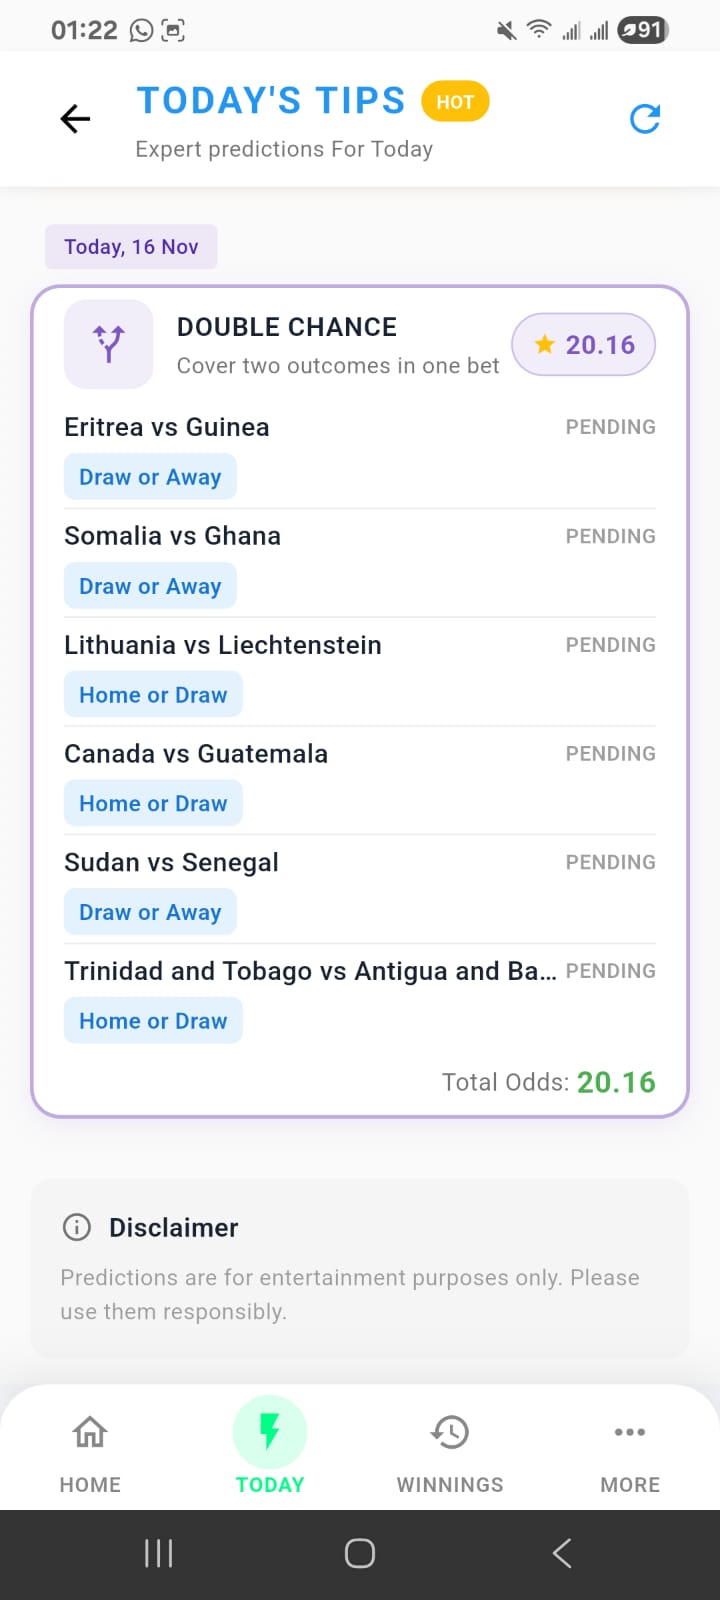 01:22
91
TODAY'S TIPS HOT
Expert predictions For Today
Today, 16 Nov
DOUBLE CHANCE
Cover two outcomes in one bet
20.16
Eritrea vs Guinea PENDING
Draw or Away
Somalia vs Ghana PENDING
Draw or Away
Lithuania vs Liechtenstein PENDING
Home or Draw
Canada vs Guatemala PENDING
Home or Draw
Sudan vs Senegal PENDING
Draw or Away
Trinidad and Tobago vs Antigua and Ba... PENDING
Home or Draw
Total Odds: 20.16
Disclaimer
Predictions are for entertainment purposes only. Please
use them responsibly.
HOME TODAY WINNINGS MORE